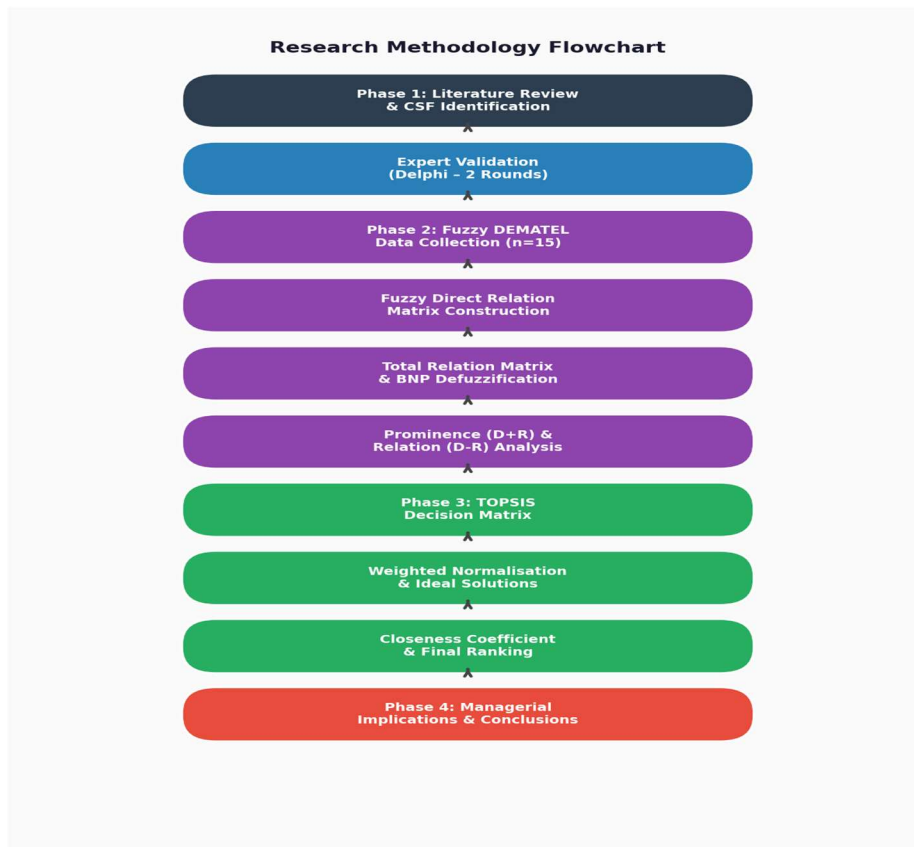 Research Methodology Flowchart
Phase 1: Literature Review
& CSF Identification
Expert Validation
(Delphi – 2 Rounds)
Phase 2: Fuzzy DEMATEL
Data Collection (n=15)
Fuzzy Direct Relation
Matrix Construction
Total Relation Matrix
& BNP Defuzzification
Prominence (D+R) &
Relation (D-R) Analysis
Phase 3: TOPSIS
Decision Matrix
Weighted Normalisation
& Ideal Solutions
Closeness Coefficient
& Final Ranking
Phase 4: Managerial
Implications & Conclusions